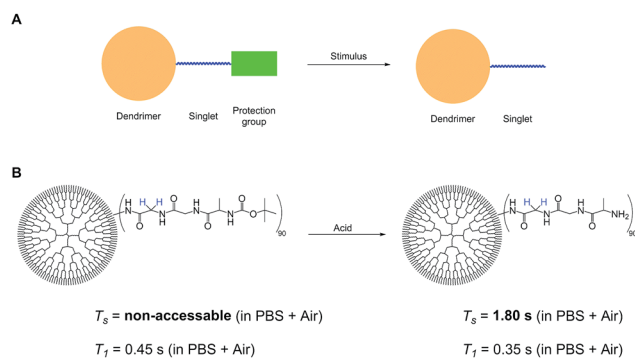 A
Stimulus
Dendrimer Singlet Protection group
Dendrimer Singlet
B
H H
H
N
O
N
H
O
H
N
O
N
H
O
O
90
Acid
H H
H
N
O
N
H
O
H
N
O
NH2
90
Ts = non-accessable (in PBS + Air)
Ts = 1.80 s (in PBS + Air)
T1 = 0.45 s (in PBS + Air)
T1 = 0.35 s (in PBS + Air)